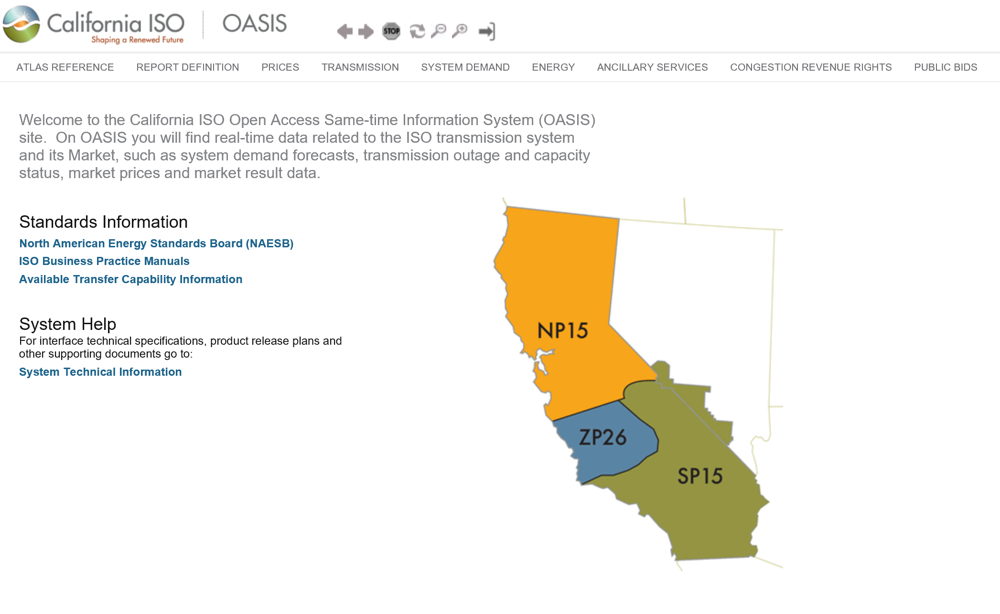 California ISO
Shaping a Renewed Future
OASIS
STOP
ATLAS REFERENCE REPORT DEFINITION PRICES TRANSMISSION SYSTEM DEMAND ENERGY ANCILLARY SERVICES CONGESTION REVENUE RIGHTS PUBLIC BIDS
Welcome to the California ISO Open Access Same-time Information System (OASIS)
site.  On OASIS you will find real-time data related to the ISO transmission system
and its Market, such as system demand forecasts, transmission outage and capacity
status, market prices and market result data.
Standards Information
North American Energy Standards Board (NAESB)
ISO Business Practice Manuals
Available Transfer Capability Information
System Help
For interface technical specifications, product release plans and
other supporting documents go to:
System Technical Information
NP15
ZP26
SP15